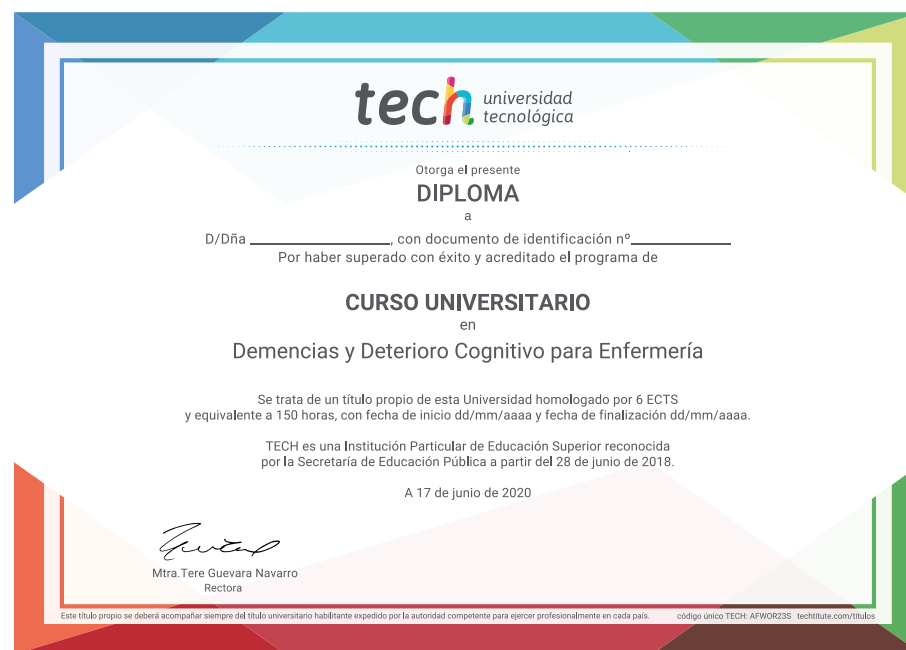 tech universidad
tecnológica
Otorga el presente
DIPLOMA
a
D/Dña ____________________, con documento de identificación nº______________
Por haber superado con éxito y acreditado el programa de
CURSO UNIVERSITARIO
en
Demencias y Deterioro Cognitivo para Enfermería
Se trata de un título propio de esta Universidad homologado por 6 ECTS
y equivalente a 150 horas, con fecha de inicio dd/mm/aaaa y fecha de finalización dd/mm/aaaa.
TECH es una Institución Particular de Educación Superior reconocida
por la Secretaría de Educación Pública a partir del 28 de junio de 2018.
A 17 de junio de 2020
Mtra.Tere Guevara Navarro
Rectora
Este título propio se deberá acompañar siempre del título universitario habilitante expedido por la autoridad competente para ejercer profesionalmente en cada país. código único TECH: AFWOR23S techtitute.com/titulos